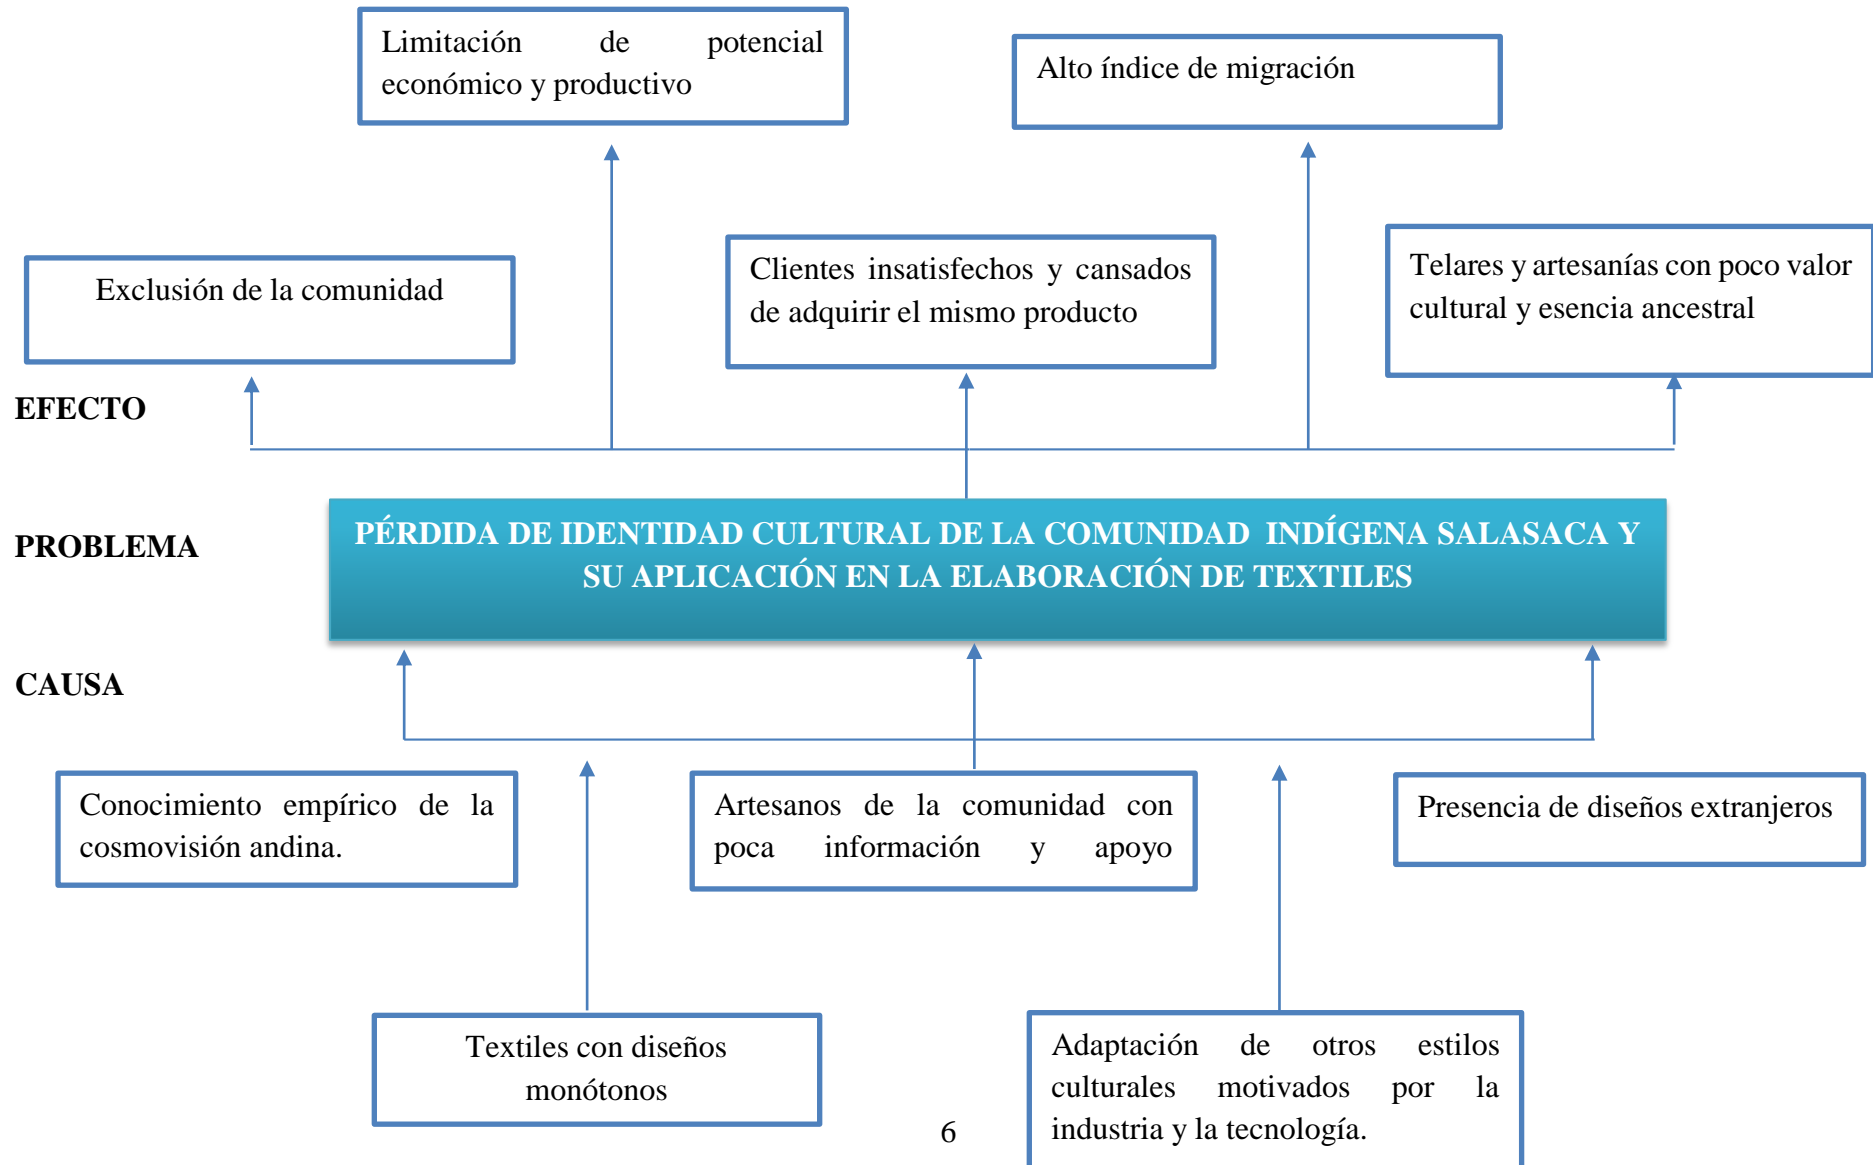 Limitación de potencial
económico y productivo
Alto índice de migración
Exclusión de la comunidad
Clientes insatisfechos y cansados
de adquirir el mismo producto
Telares y artesanías con poco valor
cultural y esencia ancestral
EFECTO
PROBLEMA
PÉRDIDA DE IDENTIDAD CULTURAL DE LA COMUNIDAD INDÍGENA SALASACA Y
SU APLICACIÓN EN LA ELABORACIÓN DE TEXTILES
CAUSA
Conocimiento empírico de la
cosmovisión andina.
Artesanos de la comunidad con
poca información y apoyo
Presencia de diseños extranjeros
Textiles con diseños
monótonos
Adaptación de otros estilos
culturales motivados por la
industria y la tecnología.
6